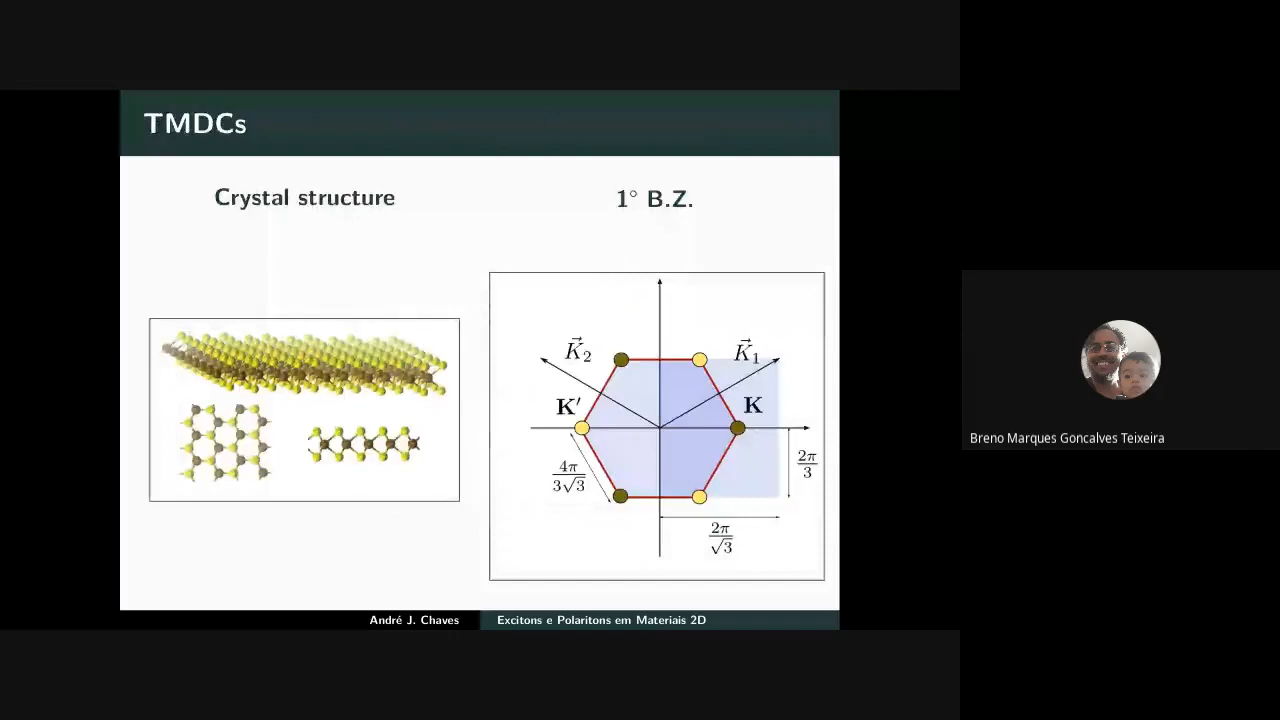 TMDCs
Crystal structure
1° B.Z.
K⃗₂
K⃗₁
K′
K
4π/3√3
2π/3
2π/√3
André J. Chaves
Excitons e Polaritons em Materiais 2D
Breno Marques Goncalves Teixeira